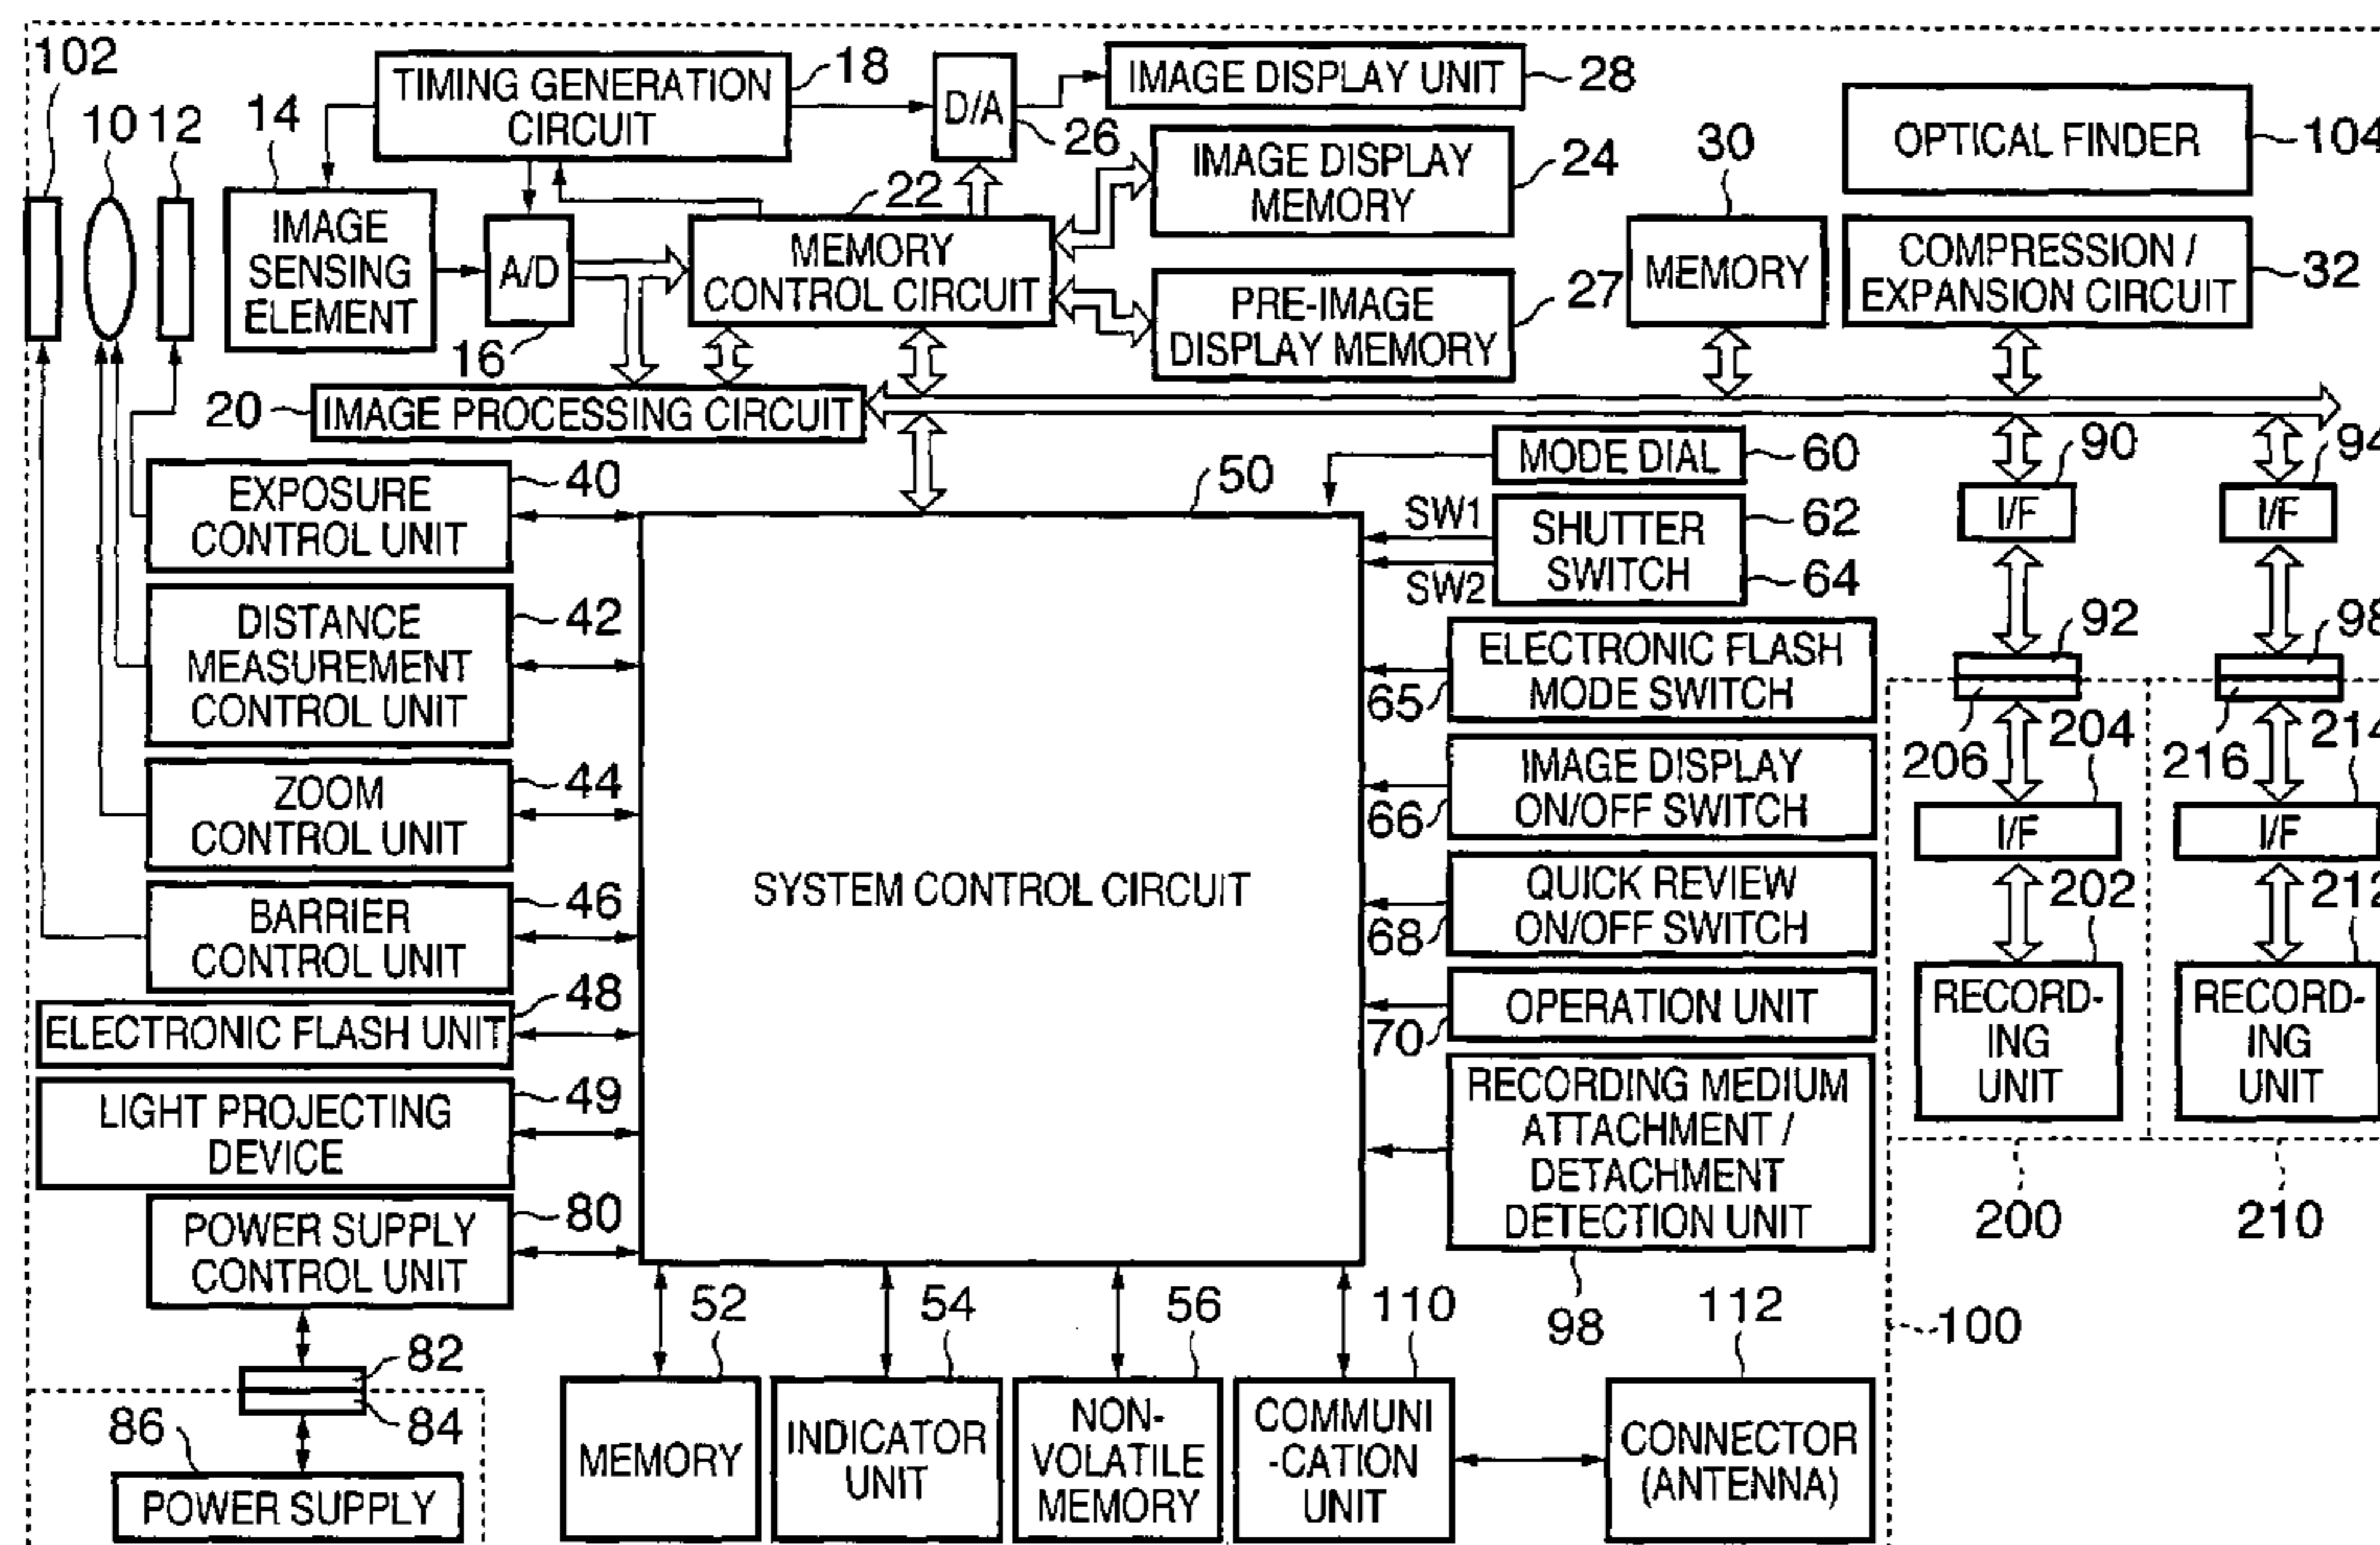 102
10
12
14
TIMING GENERATION
CIRCUIT
18
D/A
26
IMAGE DISPLAY UNIT
28
IMAGE DISPLAY
MEMORY
24
30
OPTICAL FINDER
104
IMAGE
SENSING
ELEMENT
A/D
16
22
MEMORY
CONTROL CIRCUIT
PRE-IMAGE
DISPLAY MEMORY
27
MEMORY
COMPRESSION /
EXPANSION CIRCUIT
32
20
IMAGE PROCESSING CIRCUIT
EXPOSURE
CONTROL UNIT
40
50
MODE DIAL
60
SW1
SW2
SHUTTER
SWITCH
62
64
90
I/F
94
I/F
DISTANCE
MEASUREMENT
CONTROL UNIT
42
ELECTRONIC FLASH
MODE SWITCH
65
92
98
206
204
216
214
ZOOM
CONTROL UNIT
44
IMAGE DISPLAY
ON/OFF SWITCH
66
I/F
I/F
SYSTEM CONTROL CIRCUIT
BARRIER
CONTROL UNIT
46
QUICK REVIEW
ON/OFF SWITCH
68
202
212
ELECTRONIC FLASH UNIT
48
OPERATION UNIT
70
RECORD-
ING
UNIT
RECORD-
ING
UNIT
LIGHT PROJECTING
DEVICE
49
RECORDING MEDIUM
ATTACHMENT /
DETACHMENT
DETECTION UNIT
98
200
210
POWER SUPPLY
CONTROL UNIT
80
82
84
86
POWER SUPPLY
52
MEMORY
54
INDICATOR
UNIT
56
NON-
VOLATILE
MEMORY
110
COMMUNI
-CATION
UNIT
112
CONNECTOR
(ANTENNA)
100